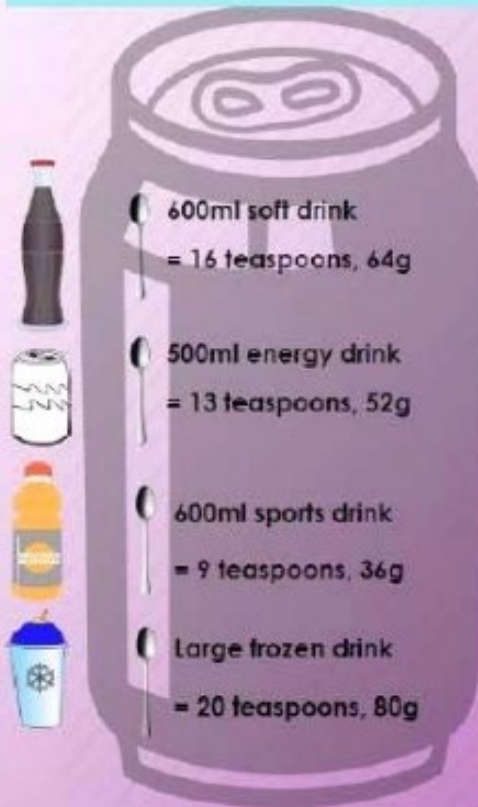 600ml soft drink
= 16 teaspoons, 64g
500ml energy drink
= 13 teaspoons, 52g
600ml sports drink
= 9 teaspoons, 36g
Large frozen drink
= 20 teaspoons, 80g